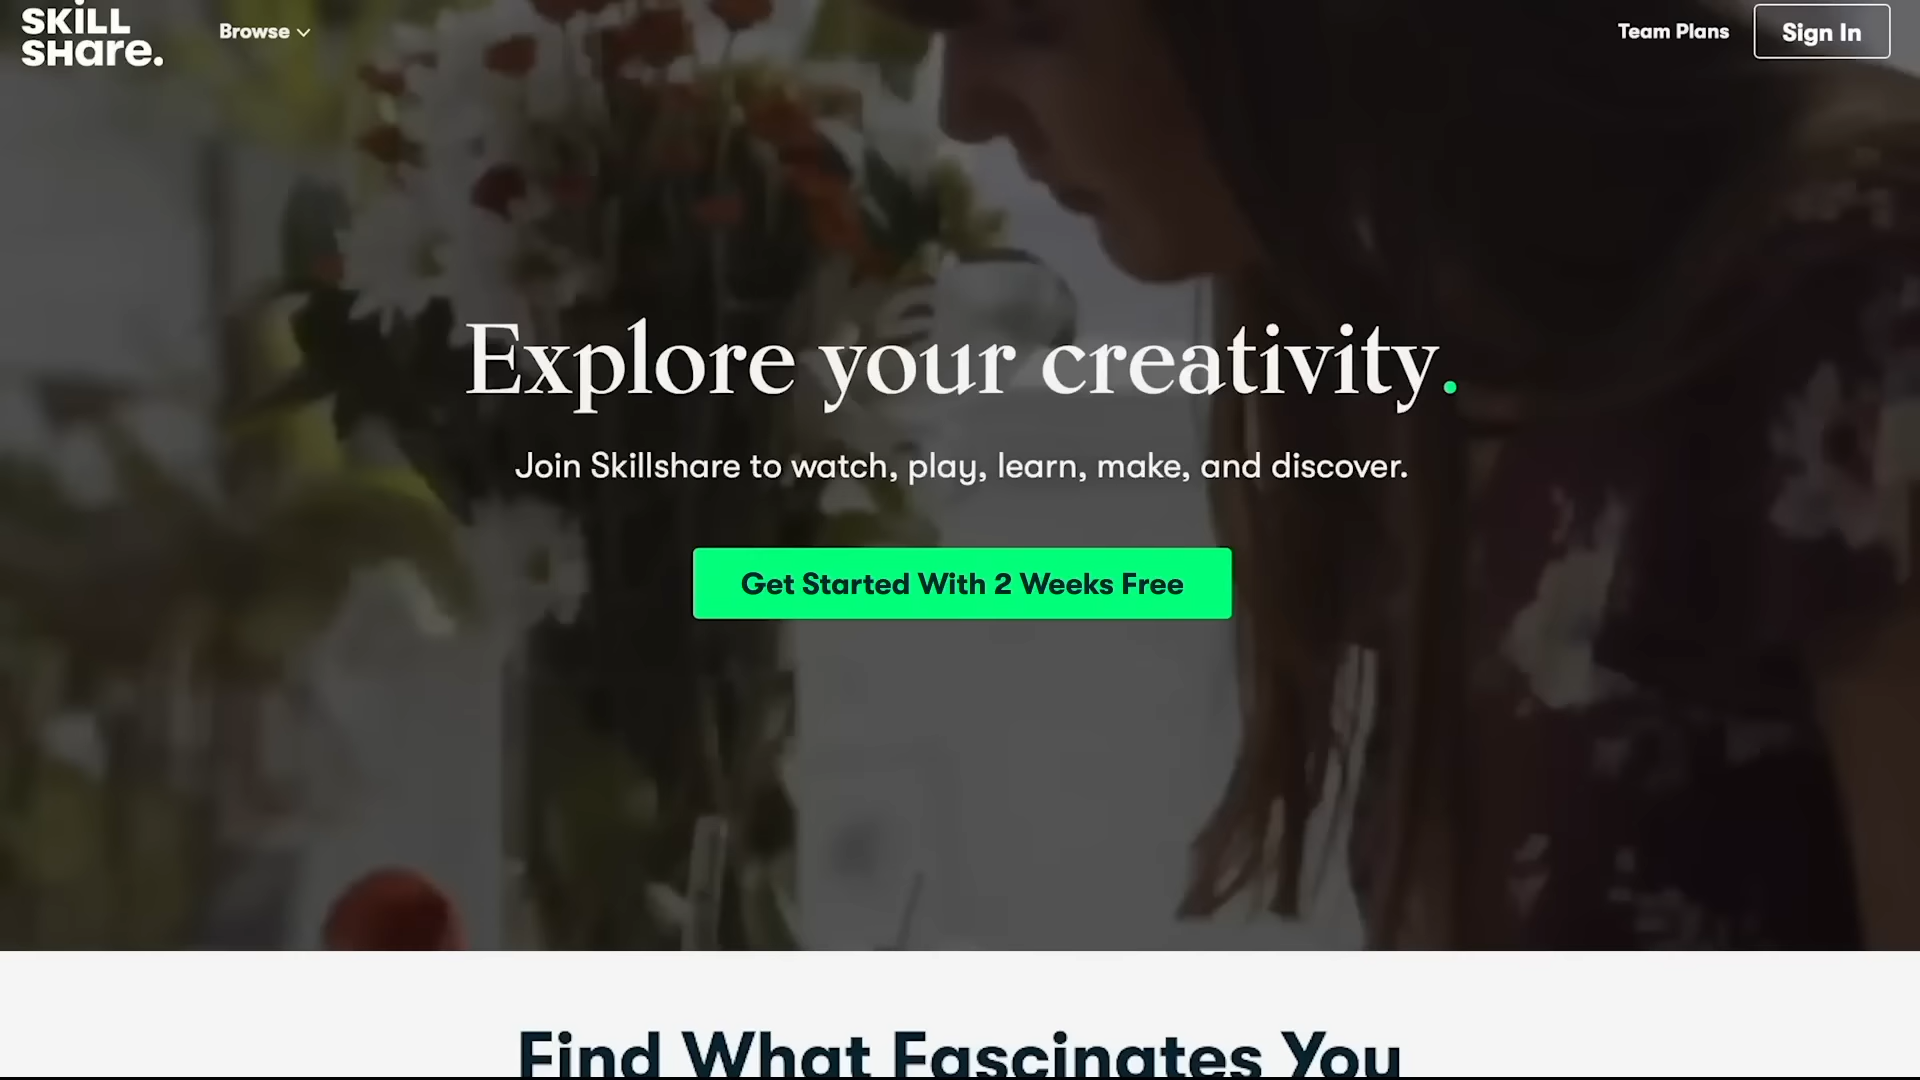 SKiLL
SHare.
Browse
Team Plans
Sign In
Explore your creativity.
Join Skillshare to watch, play, learn, make, and discover.
Get Started With 2 Weeks Free
Find What Fascinates You